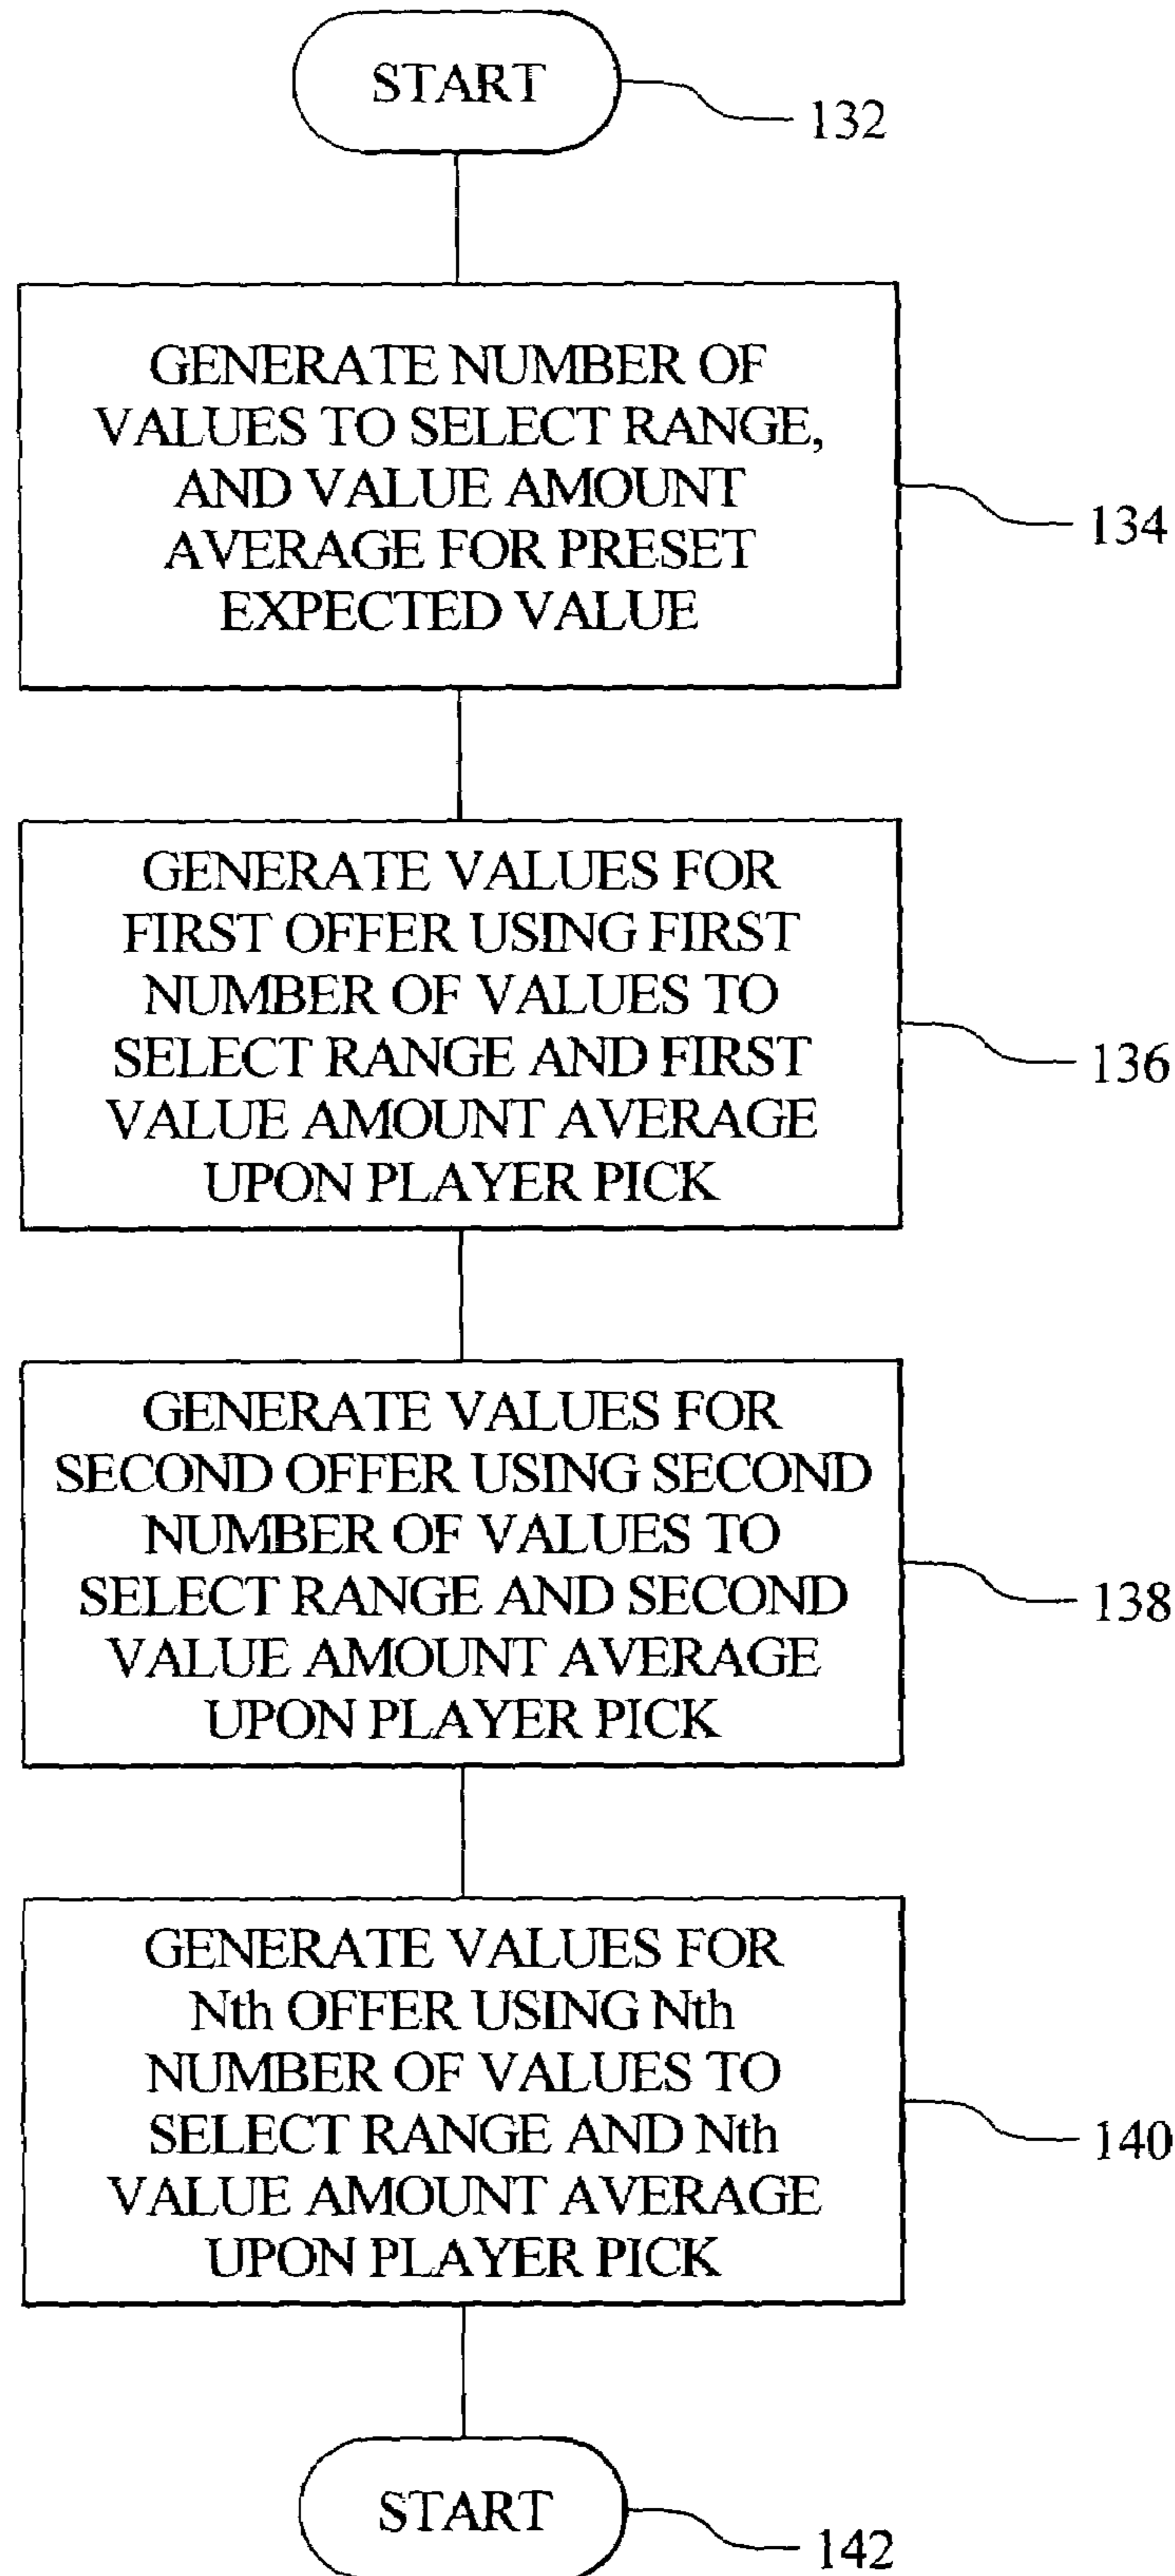 START
132
GENERATE NUMBER OF
VALUES TO SELECT RANGE,
AND VALUE AMOUNT
AVERAGE FOR PRESET
EXPECTED VALUE
134
GENERATE VALUES FOR
FIRST OFFER USING FIRST
NUMBER OF VALUES TO
SELECT RANGE AND FIRST
VALUE AMOUNT AVERAGE
UPON PLAYER PICK
136
GENERATE VALUES FOR
SECOND OFFER USING SECOND
NUMBER OF VALUES TO
SELECT RANGE AND SECOND
VALUE AMOUNT AVERAGE
UPON PLAYER PICK
138
GENERATE VALUES FOR
Nth OFFER USING Nth
NUMBER OF VALUES TO
SELECT RANGE AND Nth
VALUE AMOUNT AVERAGE
UPON PLAYER PICK
140
START
142